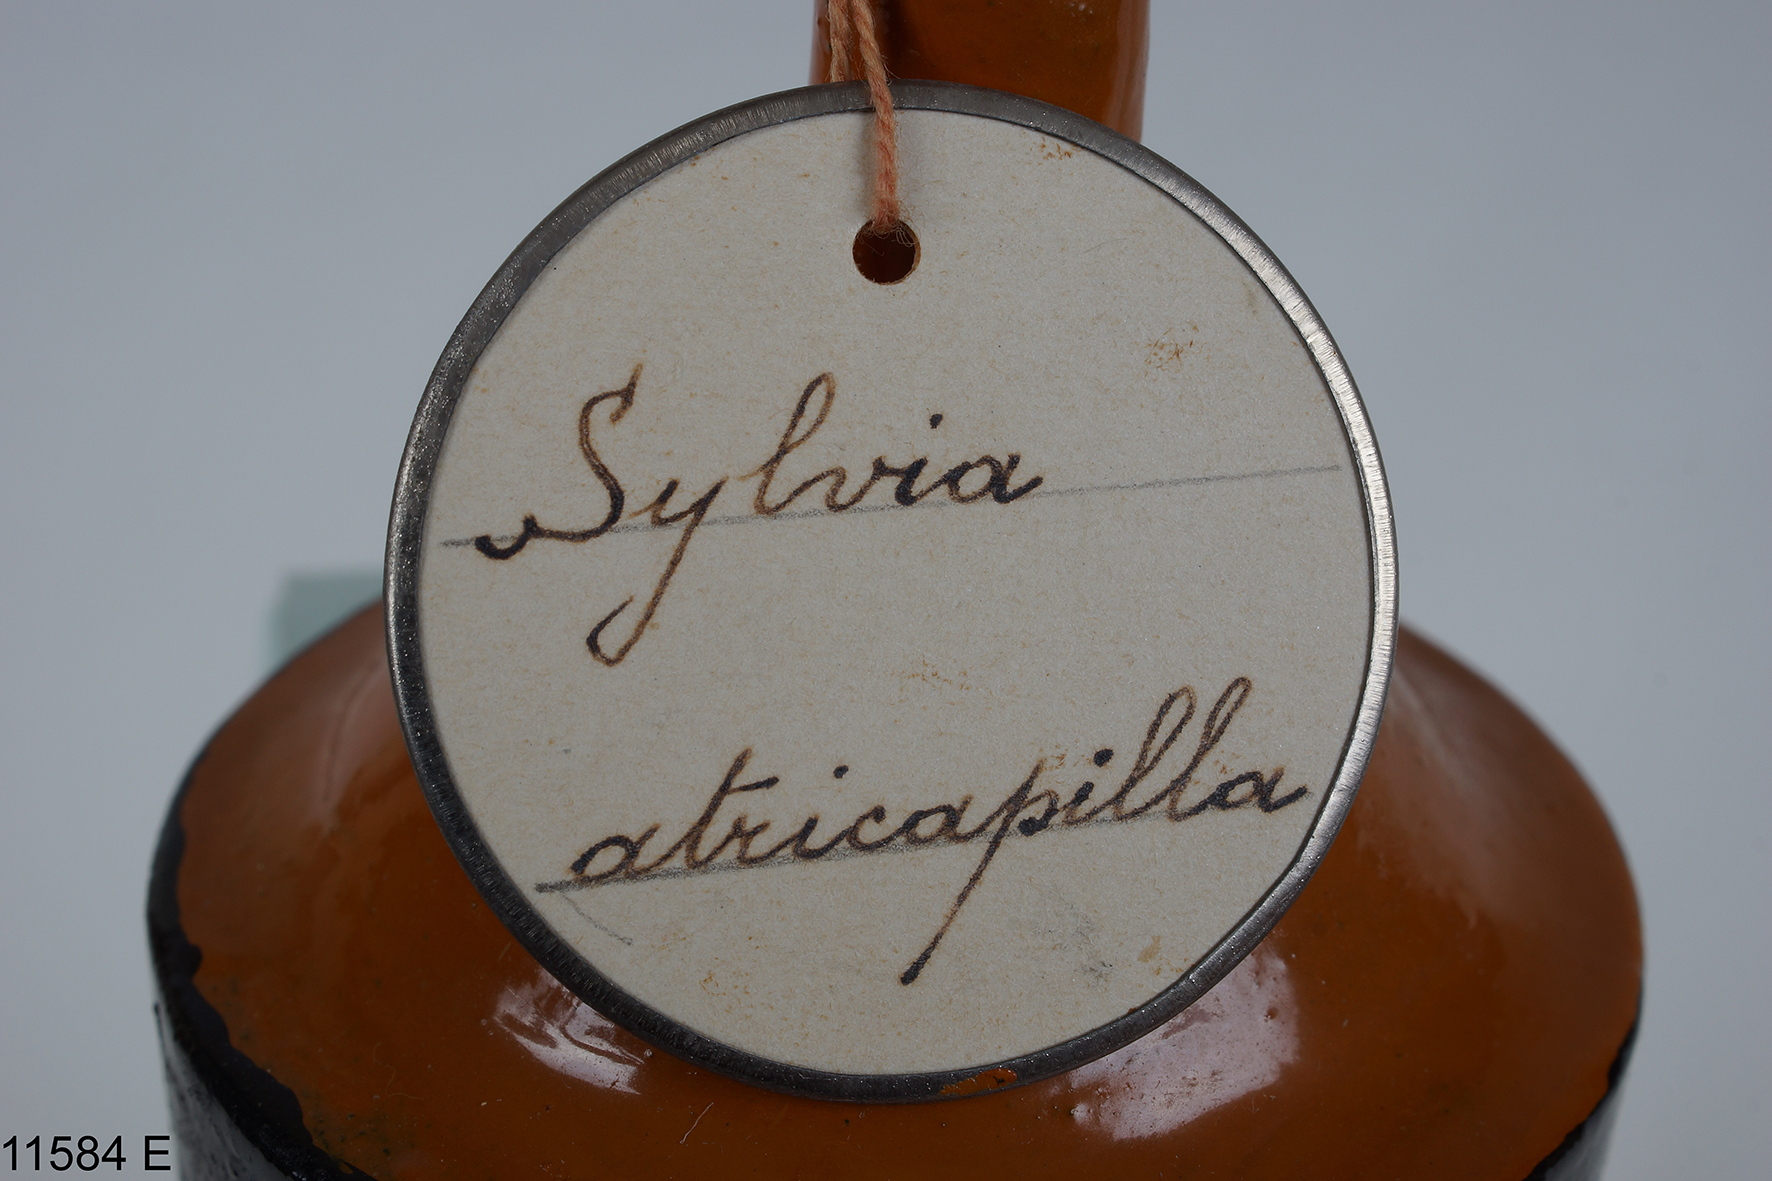 Sylvia
atricapilla
11584 E